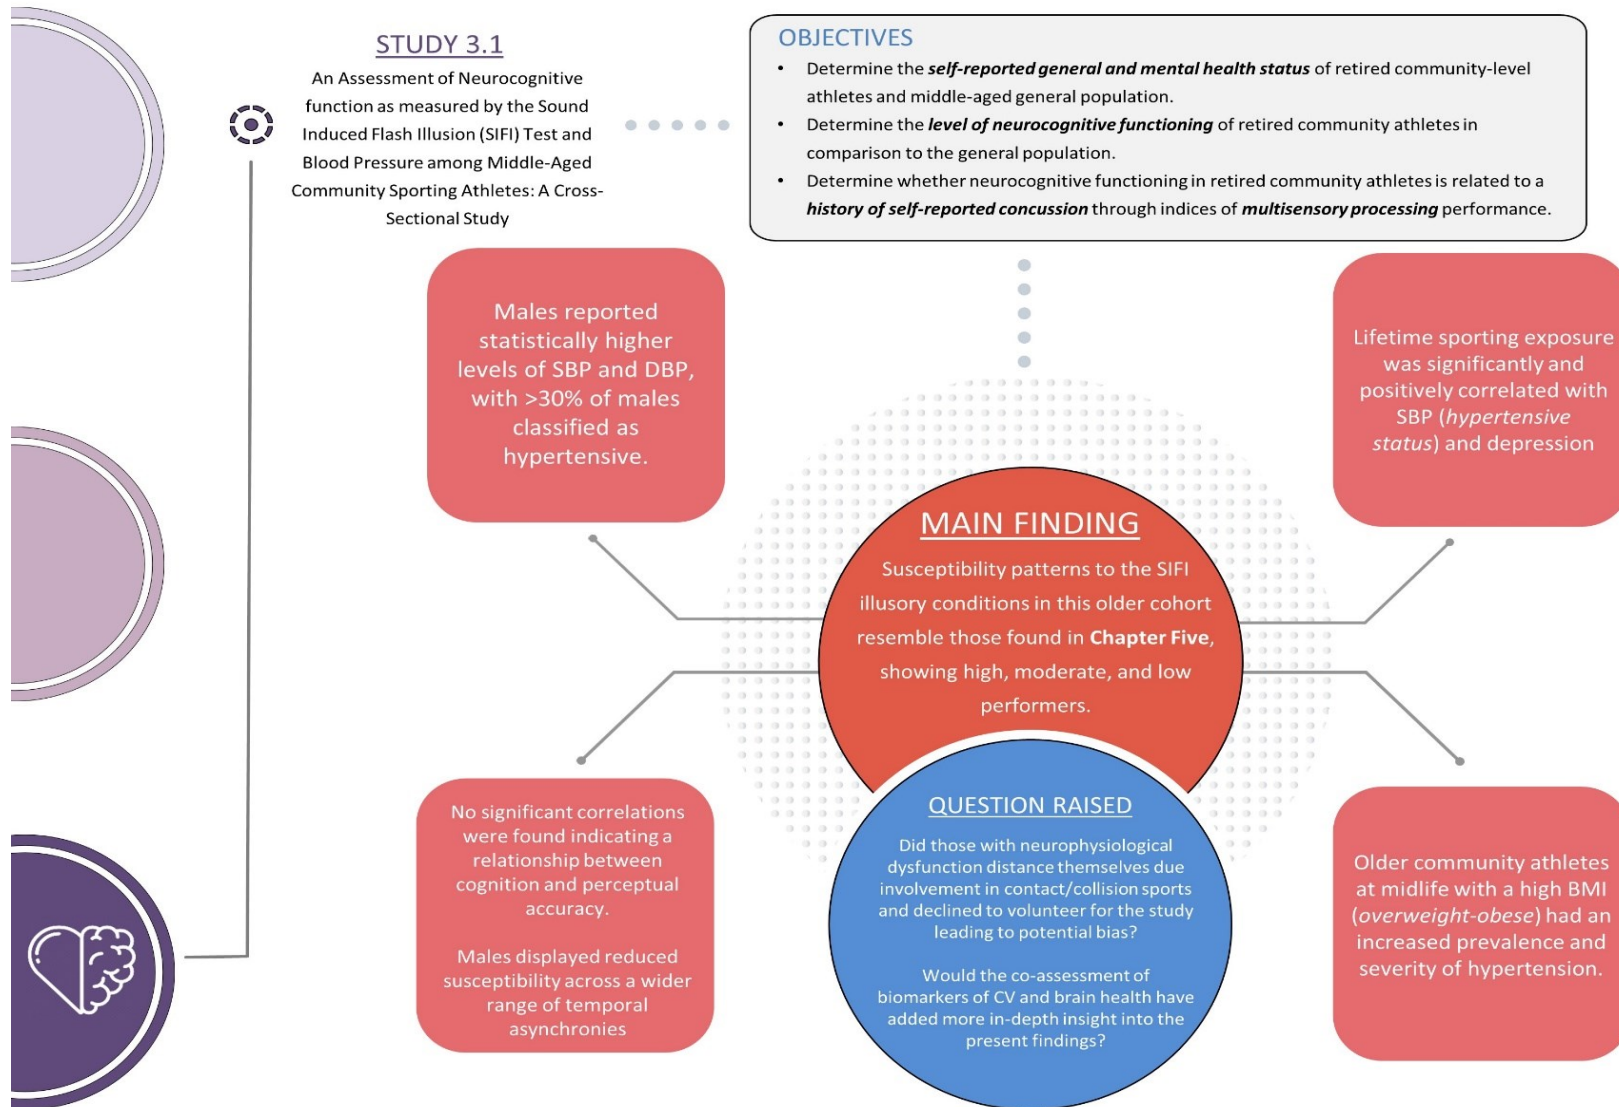 STUDY 3.1
An Assessment of Neurocognitive
function as measured by the Sound
Induced Flash Illusion (SIFI) Test and
Blood Pressure among Middle-Aged
Community Sporting Athletes: A Cross-
Sectional Study
OBJECTIVES
• Determine the self-reported general and mental health status of retired community-level
athletes and middle-aged general population.
• Determine the level of neurocognitive functioning of retired community athletes in
comparison to the general population.
• Determine whether neurocognitive functioning in retired community athletes is related to a
history of self-reported concussion through indices of multisensory processing performance.
Males reported
statistically higher
levels of SBP and DBP,
with >30% of males
classified as
hypertensive.
Lifetime sporting exposure
was significantly and
positively correlated with
SBP (hypertensive
status) and depression
MAIN FINDING
Susceptibility patterns to the SIFI
illusory conditions in this older cohort
resemble those found in Chapter Five,
showing high, moderate, and low
performers.
No significant correlations
were found indicating a
relationship between
cognition and perceptual
accuracy.
Males displayed reduced
susceptibility across a wider
range of temporal
asynchronies
QUESTION RAISED
Did those with neurophysiological
dysfunction distance themselves due
involvement in contact/collision sports
and declined to volunteer for the study
leading to potential bias?
Would the co-assessment of
biomarkers of CV and brain health have
added more in-depth insight into the
present findings?
Older community athletes
at midlife with a high BMI
(overweight-obese) had an
increased prevalence and
severity of hypertension.